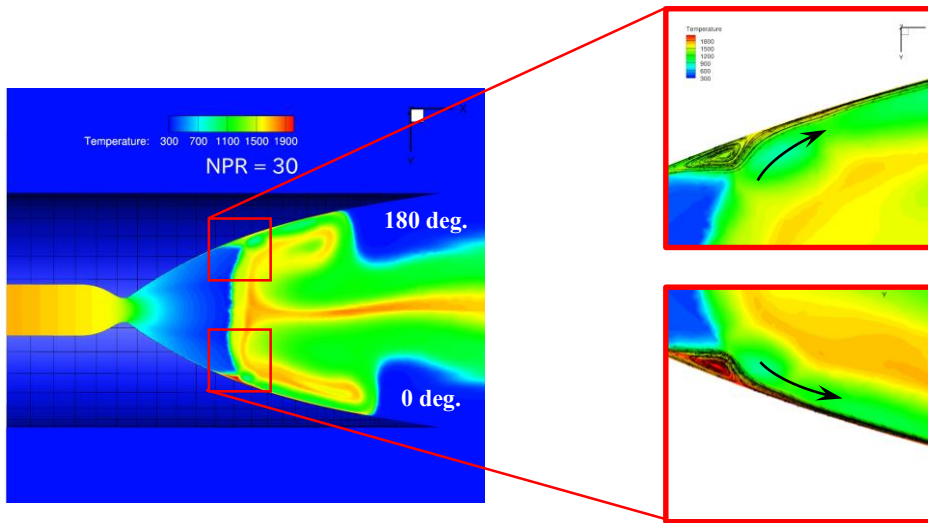 Temperature:
300 700 1100 1500 1900
NPR = 30
X
Y
180 deg.
0 deg.
Temperature
1800
1500
1200
900
600
300
Y
Y